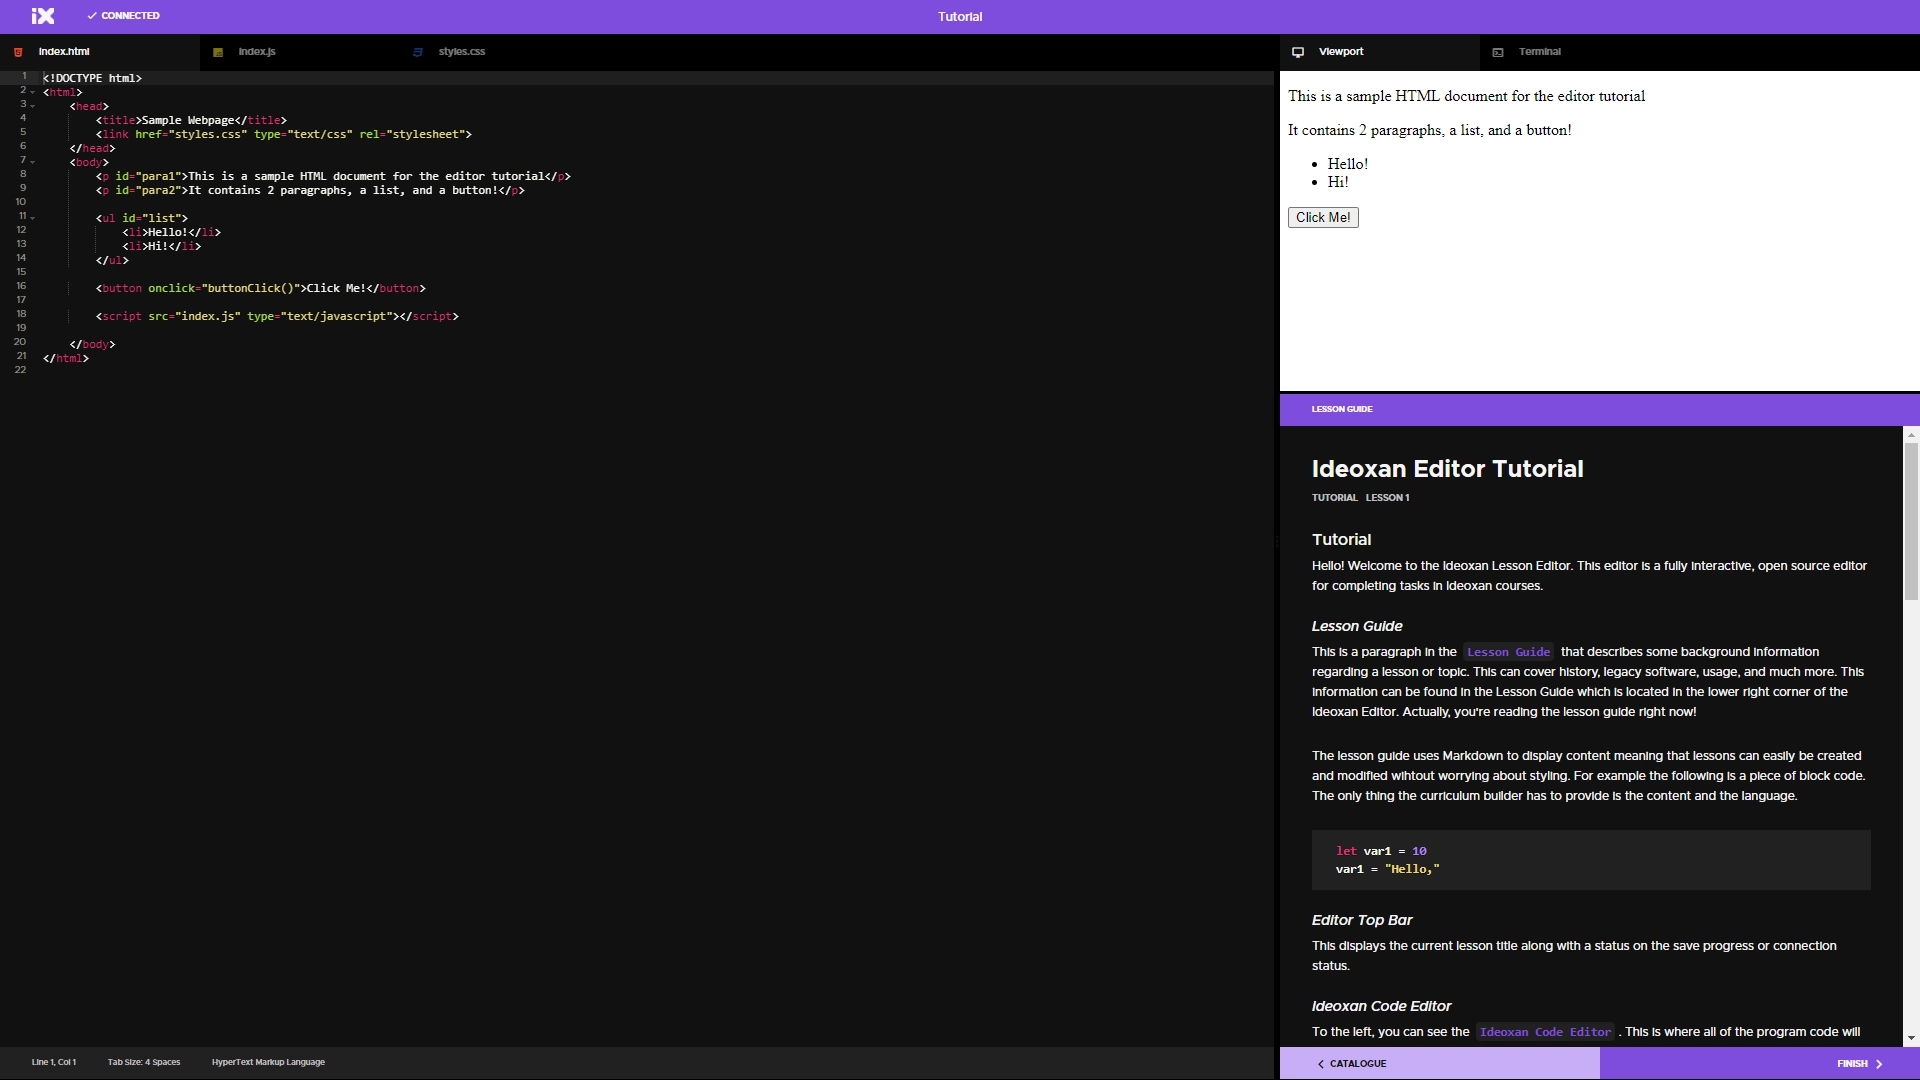 iX CONNECTED Tutorial
index.html index.js styles.css Viewport Terminal
1 <!DOCTYPE html>
2 <html>
3 <head>
4 <title>Sample Webpage</title>
5 <link href="styles.css" type="text/css" rel="stylesheet">
6 </head>
7 <body>
8 <p id="para1">This is a sample HTML document for the editor tutorial</p>
9 <p id="para2">It contains 2 paragraphs, a list, and a button!</p>
10
11 <ul id="list">
12 <li>Hello!</li>
13 <li>Hi!</li>
14 </ul>
15
16 <button onclick="buttonClick()">Click Me!</button>
17
18 <script src="index.js" type="text/javascript"></script>
19
20 </body>
21 </html>
22
Line 1, Col 1 Tab Size: 4 Spaces HyperText Markup Language
This is a sample HTML document for the editor tutorial
It contains 2 paragraphs, a list, and a button!
• Hello!
• Hi!
Click Me!
LESSON GUIDE
Ideoxan Editor Tutorial
TUTORIAL LESSON 1
Tutorial
Hello! Welcome to the Ideoxan Lesson Editor. This editor is a fully interactive, open source editor
for completing tasks in Ideoxan courses.
Lesson Guide
This is a paragraph in the Lesson Guide that describes some background information
regarding a lesson or topic. This can cover history, legacy software, usage, and much more. This
information can be found in the Lesson Guide which is located in the lower right corner of the
Ideoxan Editor. Actually, you're reading the lesson guide right now!
The lesson guide uses Markdown to display content meaning that lessons can easily be created
and modified wihtout worrying about styling. For example the following is a piece of block code.
The only thing the curriculum builder has to provide is the content and the language.
let var1 = 10
var1 = "Hello,"
Editor Top Bar
This displays the current lesson title along with a status on the save progress or connection
status.
Ideoxan Code Editor
To the left, you can see the Ideoxan Code Editor . This is where all of the program code will
CATALOGUE FINISH